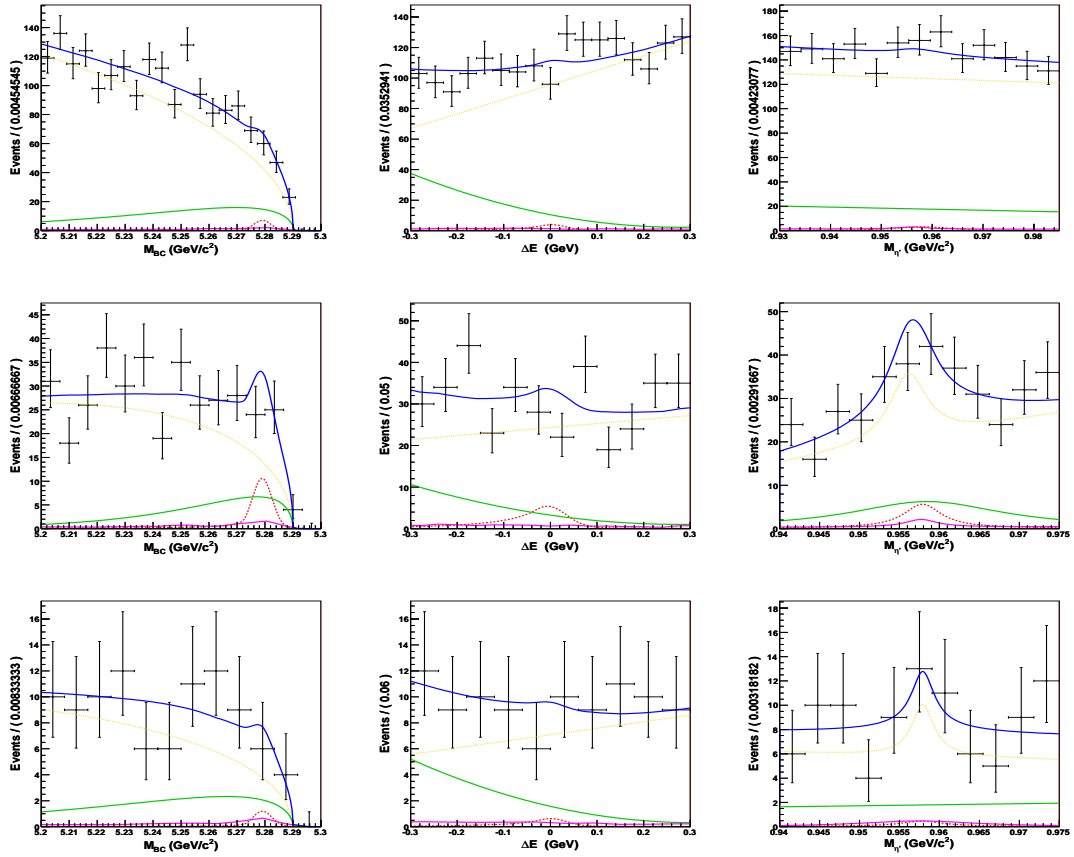 Events / ( 0.00454545)
140
120
100
80
60
40
20
0
5.2 5.21 5.22 5.23 5.24 5.25 5.26 5.27 5.28 5.29 5.3
M_BC (GeV/c²)
Events / ( 0.0352941)
140
120
100
80
60
40
20
0
-0.3 -0.2 -0.1 -0 0.1 0.2 0.3
ΔE (GeV)
Events / ( 0.00423077)
180
160
140
120
100
80
60
40
20
0
0.93 0.94 0.95 0.96 0.97 0.98
M_η' (GeV/c²)
Events / ( 0.00666667)
45
40
35
30
25
20
15
10
5
0
5.2 5.21 5.22 5.23 5.24 5.25 5.26 5.27 5.28 5.29 5.3
M_BC (GeV/c²)
Events / ( 0.05)
50
40
30
20
10
0
-0.3 -0.2 -0.1 -0 0.1 0.2 0.3
ΔE (GeV)
Events / ( 0.00291667)
50
40
30
20
10
0
0.94 0.945 0.95 0.955 0.96 0.965 0.97 0.975
M_η' (GeV/c²)
Events / ( 0.00833333)
16
14
12
10
8
6
4
2
0
5.2 5.21 5.22 5.23 5.24 5.25 5.26 5.27 5.28 5.29 5.3
M_BC (GeV/c²)
Events / ( 0.06)
16
14
12
10
8
6
4
2
0
-0.3 -0.2 -0.1 -0 0.1 0.2 0.3
ΔE (GeV)
Events / ( 0.00318182)
18
16
14
12
10
8
6
4
2
0
0.94 0.945 0.95 0.955 0.96 0.965 0.97 0.975
M_η' (GeV/c²)